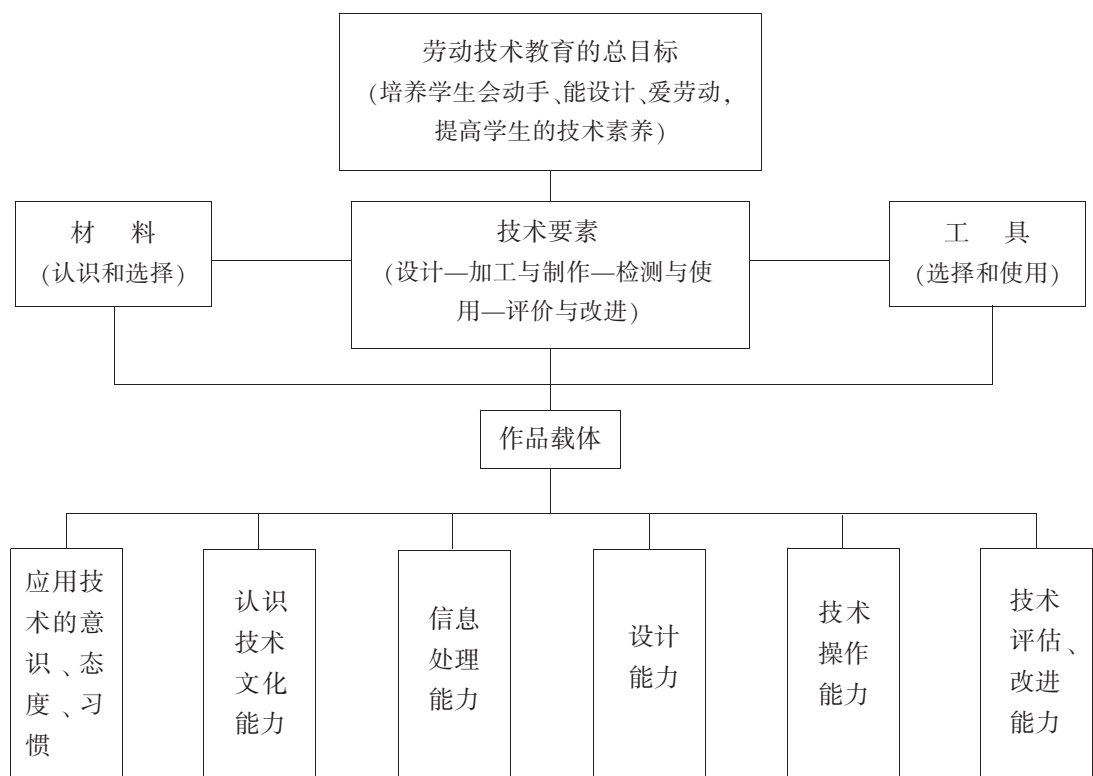 劳动技术教育的总目标
(培养学生会动手、能设计、爱劳动,
提高学生的技术素养)
材 料
(认识和选择)
技术要素
(设计—加工与制作—检测与使
用—评价与改进)
工 具
(选择和使用)
作品载体
应用技
术的意
识、态
度、习
惯
认识
技术
文化
能力
信息
处理
能力
设计
能力
技术
操作
能力
技术
评估、
改进
能力